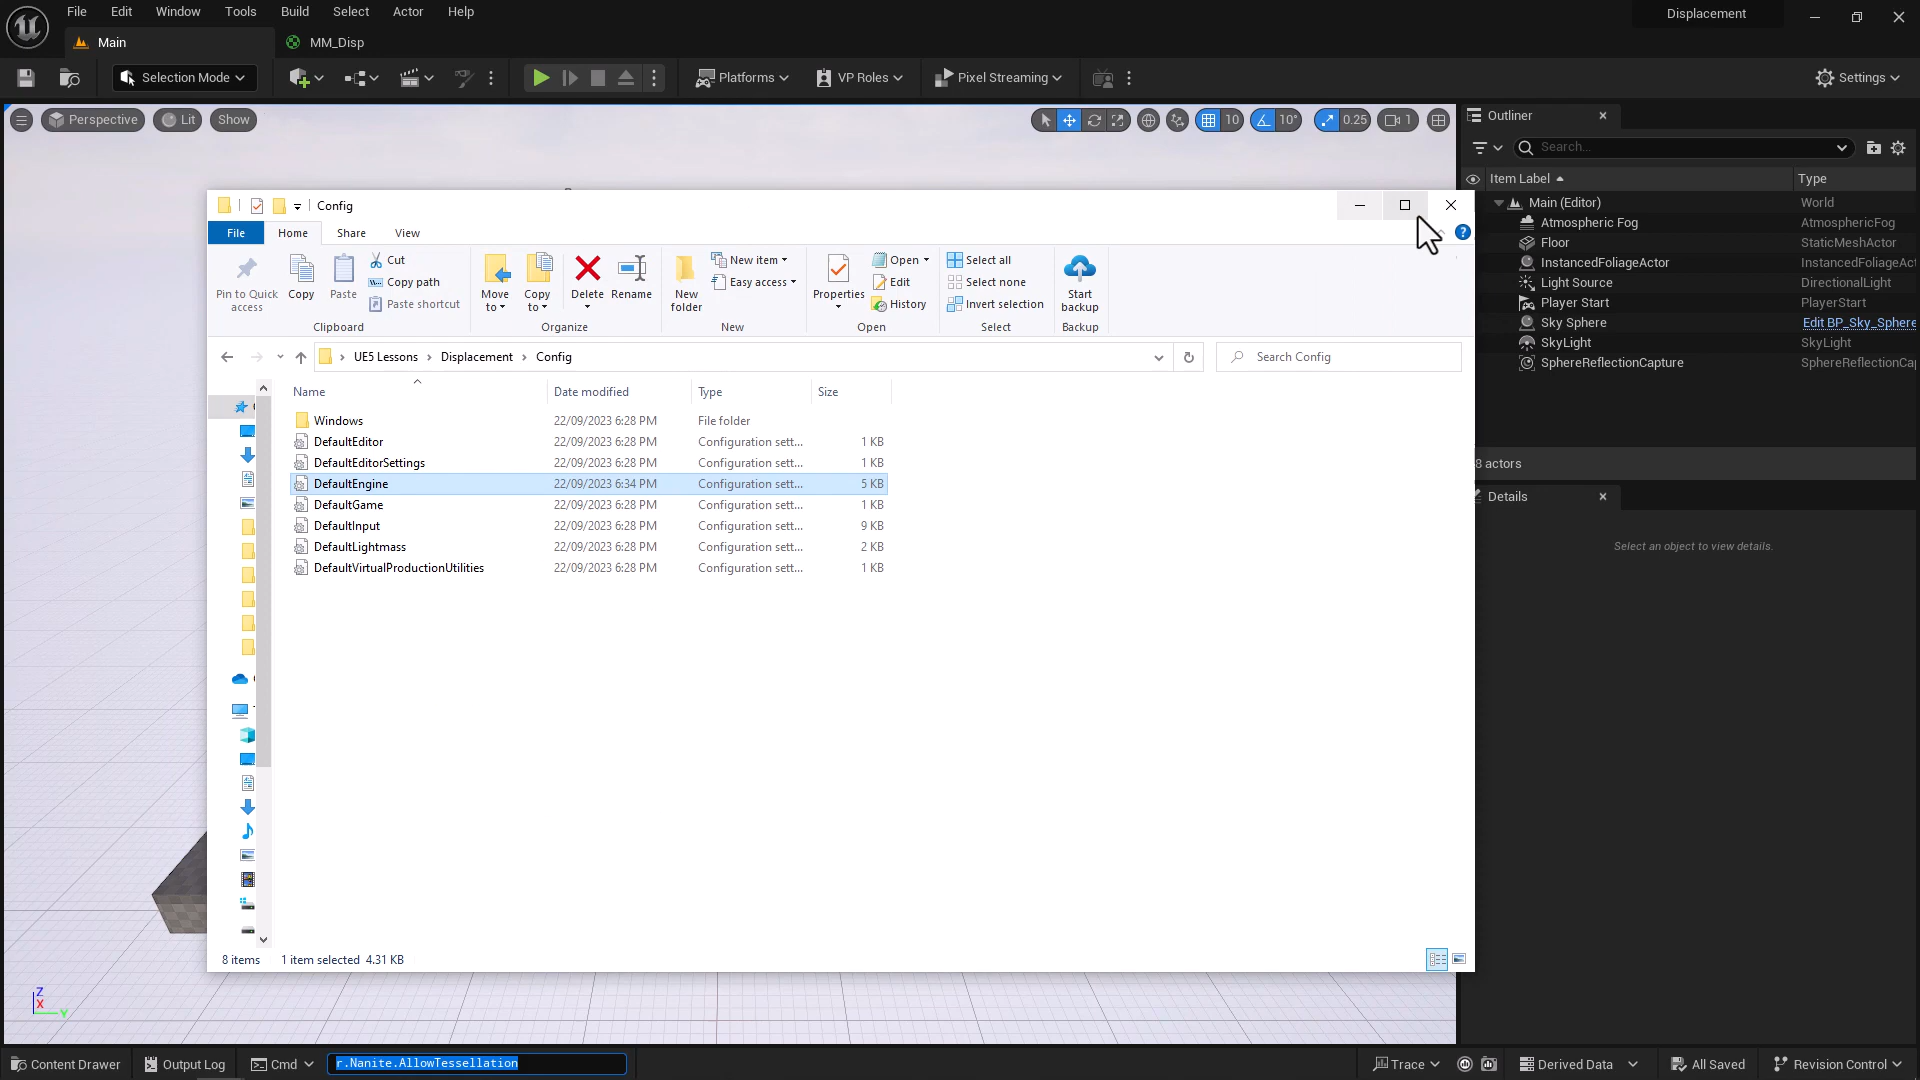 File Edit Window Tools Build Select Actor Help Displacement
Main MM_Disp
Selection Mode Platforms VP Roles Pixel Streaming Settings
Perspective Lit Show 10 10° 0.25 1
Outliner
Search...
Item Label Type
Main (Editor) World
Atmospheric Fog AtmosphericFog
Floor StaticMeshActor
InstancedFoliageActor InstancedFoliageAct
Light Source DirectionalLight
Player Start PlayerStart
Sky Sphere Edit BP_Sky_Sphere
SkyLight SkyLight
SphereReflectionCapture SphereReflectionCap
8 actors
Details
Select an object to view details.
Config
File Home Share View
Pin to Quick access Copy Paste Cut Copy path Paste shortcut
Clipboard
Move to Copy to Delete Rename
Organize
New folder New item Easy access
New
Properties Open Edit History
Open
Select all Select none Invert selection
Select
Start backup
Backup
UE5 Lessons Displacement Config
Search Config
Name Date modified Type Size
Windows 22/09/2023 6:28 PM File folder
DefaultEditor 22/09/2023 6:28 PM Configuration sett... 1 KB
DefaultEditorSettings 22/09/2023 6:28 PM Configuration sett... 1 KB
DefaultEngine 22/09/2023 6:34 PM Configuration sett... 5 KB
DefaultGame 22/09/2023 6:28 PM Configuration sett... 1 KB
DefaultInput 22/09/2023 6:28 PM Configuration sett... 9 KB
DefaultLightmass 22/09/2023 6:28 PM Configuration sett... 2 KB
DefaultVirtualProductionUtilities 22/09/2023 6:28 PM Configuration sett... 1 KB
8 items 1 item selected 4.31 KB
Z
X
Y
Content Drawer Output Log Cmd r.Nanite.AllowTessellation Trace Derived Data All Saved Revision Control